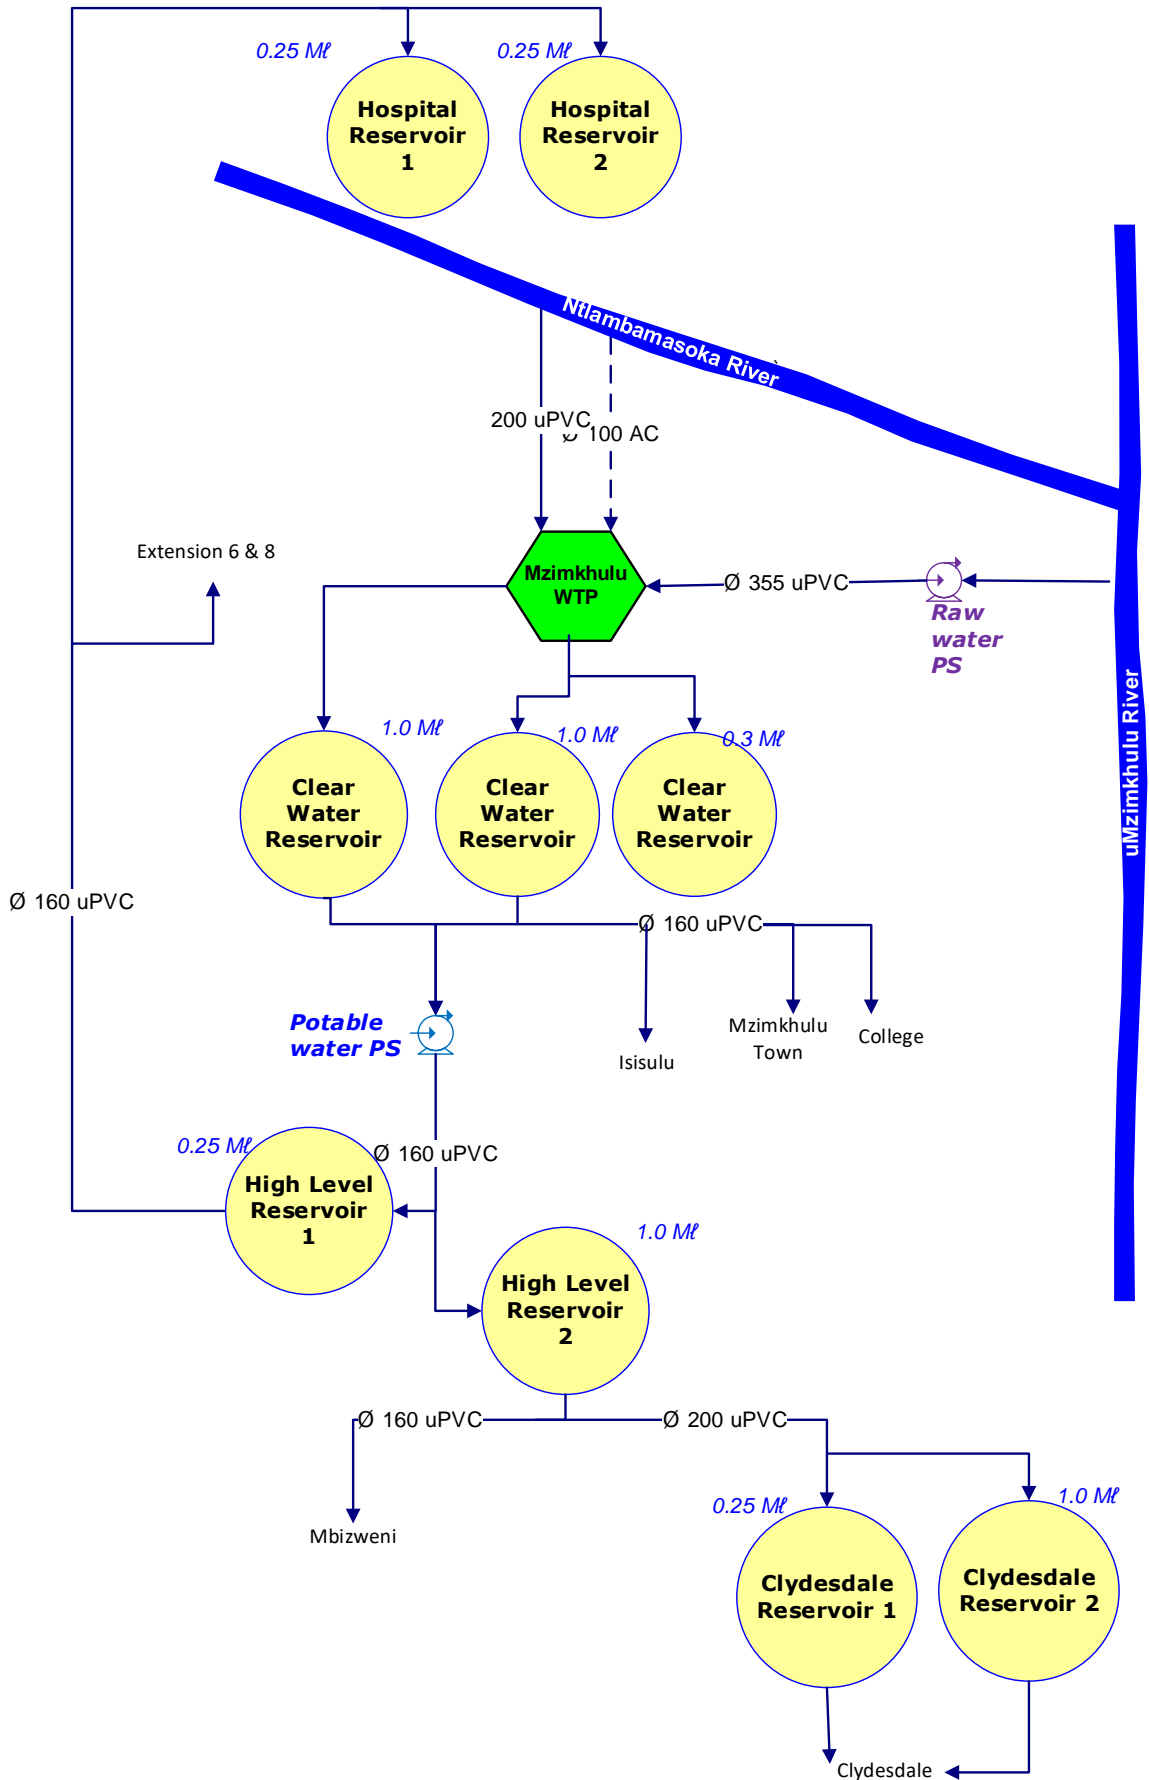 0.25 Mℓ
0.25 Mℓ
Hospital
Reservoir
1
Hospital
Reservoir
2
Ntlambamasoka River
200 uPVC
Ø 100 AC
Extension 6 & 8
Mzimkhulu
WTP
Ø 355 uPVC
Raw
water
PS
uMzimkhulu River
1.0 Mℓ
1.0 Mℓ
0.3 Mℓ
Clear
Water
Reservoir
Clear
Water
Reservoir
Clear
Water
Reservoir
Ø 160 uPVC
Ø 160 uPVC
Potable
water PS
Isisulu
Mzimkhulu
Town
College
0.25 Mℓ
Ø 160 uPVC
High Level
Reservoir
1
1.0 Mℓ
High Level
Reservoir
2
Ø 160 uPVC
Ø 200 uPVC
Mbizweni
0.25 Mℓ
1.0 Mℓ
Clydesdale
Reservoir 1
Clydesdale
Reservoir 2
Clydesdale